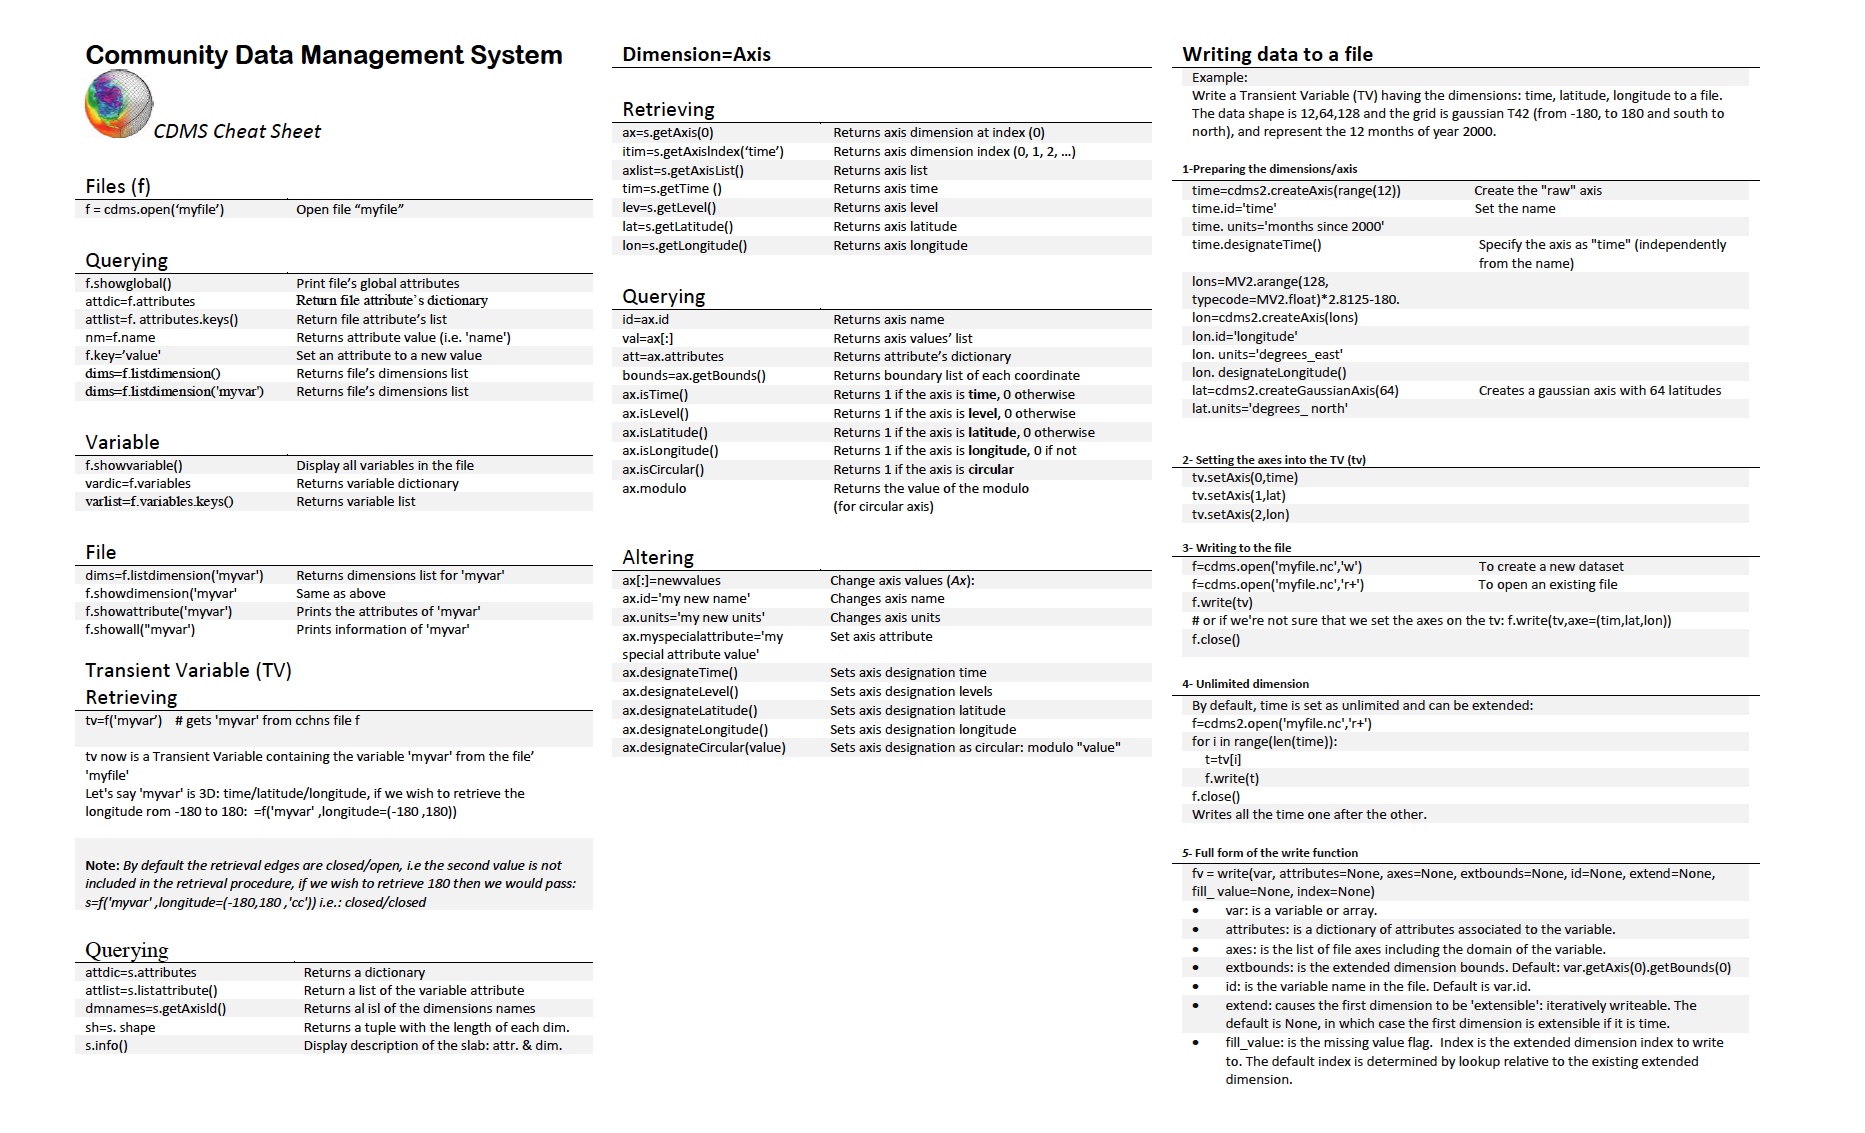 Community Data Management System
CDMS Cheat Sheet
Files (f)
f = cdms.open(‘myfile’) Open file “myfile”
Querying
f.showglobal() Print file’s global attributes
attdic=f.attributes Return file attribute’s dictionary
attlist=f. attributes.keys() Return file attribute’s list
nm=f.name Returns attribute value (i.e. 'name')
f.key=’value' Set an attribute to a new value
dims=f.listdimension() Returns file’s dimensions list
dims=f.listdimension('myvar') Returns file’s dimensions list
Variable
f.showvariable() Display all variables in the file
vardic=f.variables Returns variable dictionary
varlist=f.variables.keys() Returns variable list
File
dims=f.listdimension('myvar') Returns dimensions list for 'myvar'
f.showdimension('myvar' Same as above
f.showattribute('myvar') Prints the attributes of 'myvar'
f.showall("myvar') Prints information of 'myvar'
Transient Variable (TV)
Retrieving
tv=f('myvar’) # gets 'myvar' from cchns file f
tv now is a Transient Variable containing the variable 'myvar' from the file’
'myfile'
Let's say 'myvar' is 3D: time/latitude/longitude, if we wish to retrieve the
longitude rom -180 to 180: =f('myvar' ,longitude=(-180 ,180))
Note: By default the retrieval edges are closed/open, i.e the second value is not
included in the retrieval procedure, if we wish to retrieve 180 then we would pass:
s=f('myvar' ,longitude=(-180,180 ,'cc')) i.e.: closed/closed
Querying
attdic=s.attributes Returns a dictionary
attlist=s.listattribute() Return a list of the variable attribute
dmnames=s.getAxisld() Returns al isl of the dimensions names
sh=s. shape Returns a tuple with the length of each dim.
s.info() Display description of the slab: attr. & dim.
Dimension=Axis
Retrieving
ax=s.getAxis(0) Returns axis dimension at index (0)
itim=s.getAxislndex(‘time’) Returns axis dimension index (0, 1, 2, …)
axlist=s.getAxisList() Returns axis list
tim=s.getTime () Returns axis time
lev=s.getLevel() Returns axis level
lat=s.getLatitude() Returns axis latitude
lon=s.getLongitude() Returns axis longitude
Querying
id=ax.id Returns axis name
val=ax[:] Returns axis values’ list
att=ax.attributes Returns attribute’s dictionary
bounds=ax.getBounds() Returns boundary list of each coordinate
ax.isTime() Returns 1 if the axis is time, 0 otherwise
ax.isLevel() Returns 1 if the axis is level, 0 otherwise
ax.isLatitude() Returns 1 if the axis is latitude, 0 otherwise
ax.isLongitude() Returns 1 if the axis is longitude, 0 if not
ax.isCircular() Returns 1 if the axis is circular
ax.modulo Returns the value of the modulo
(for circular axis)
Altering
ax[:]=newvalues Change axis values (Ax):
ax.id='my new name' Changes axis name
ax.units='my new units' Changes axis units
ax.myspecialattribute='my Set axis attribute
special attribute value'
ax.designateTime() Sets axis designation time
ax.designateLevel() Sets axis designation levels
ax.designateLatitude() Sets axis designation latitude
ax.designateLongitude() Sets axis designation longitude
ax.designateCircular(value) Sets axis designation as circular: modulo "value"
Writing data to a file
Example:
Write a Transient Variable (TV) having the dimensions: time, latitude, longitude to a file.
The data shape is 12,64,128 and the grid is gaussian T42 (from -180, to 180 and south to
north), and represent the 12 months of year 2000.
1-Preparing the dimensions/axis
time=cdms2.createAxis(range(12)) Create the "raw" axis
time.id='time' Set the name
time. units='months since 2000'
time.designateTime() Specify the axis as "time" (independently
from the name)
lons=MV2.arange(128,
typecode=MV2.float)*2.8125-180.
lon=cdms2.createAxis(lons)
lon.id='longitude'
lon. units='degrees_east'
lon. designateLongitude()
lat=cdms2.createGaussianAxis(64) Creates a gaussian axis with 64 latitudes
lat.units='degrees_ north'
2- Setting the axes into the TV (tv)
tv.setAxis(0,time)
tv.setAxis(1,lat)
tv.setAxis(2,lon)
3- Writing to the file
f=cdms.open('myfile.nc','w') To create a new dataset
f=cdms.open('myfile.nc','r+') To open an existing file
f.write(tv)
# or if we're not sure that we set the axes on the tv: f.write(tv,axe=(tim,lat,lon))
f.close()
4- Unlimited dimension
By default, time is set as unlimited and can be extended:
f=cdms2.open('myfile.nc','r+')
for i in range(len(time)):
t=tv[i]
f.write(t)
f.close()
Writes all the time one after the other.
5- Full form of the write function
fv = write(var, attributes=None, axes=None, extbounds=None, id=None, extend=None,
fill_ value=None, index=None)
• var: is a variable or array.
• attributes: is a dictionary of attributes associated to the variable.
• axes: is the list of file axes including the domain of the variable.
• extbounds: is the extended dimension bounds. Default: var.getAxis(0).getBounds(0)
• id: is the variable name in the file. Default is var.id.
• extend: causes the first dimension to be 'extensible': iteratively writeable. The
default is None, in which case the first dimension is extensible if it is time.
• fill_value: is the missing value flag. Index is the extended dimension index to write
to. The default index is determined by lookup relative to the existing extended
dimension.